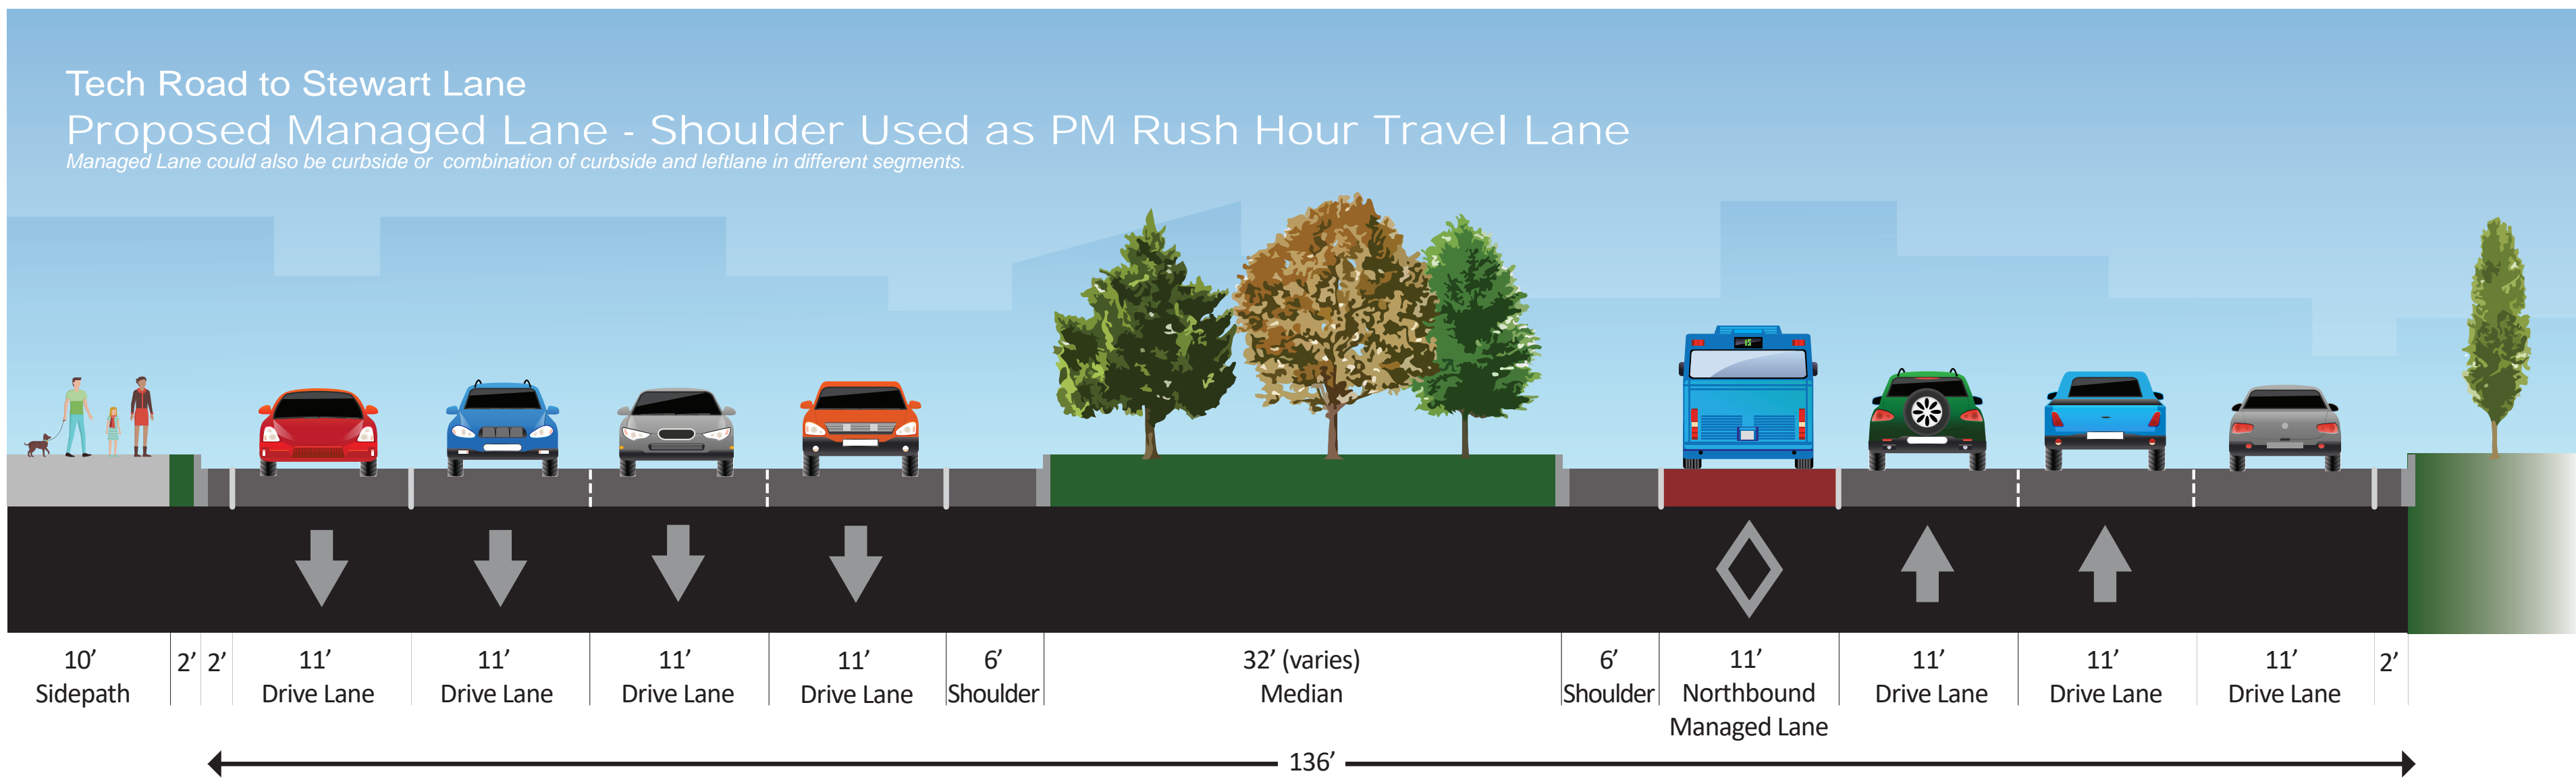 Tech Road to Stewart Lane
Proposed Managed Lane - Shoulder Used as PM Rush Hour Travel Lane
Managed Lane could also be curbside or combination of curbside and leftlane in different segments.
15
10’
Sidepath
2’
2’
11’
Drive Lane
11’
Drive Lane
11’
Drive Lane
11’
Drive Lane
6’
Shoulder
32’ (varies)
Median
6’
Shoulder
11’
Northbound
Managed Lane
11’
Drive Lane
11’
Drive Lane
11’
Drive Lane
2’
136’